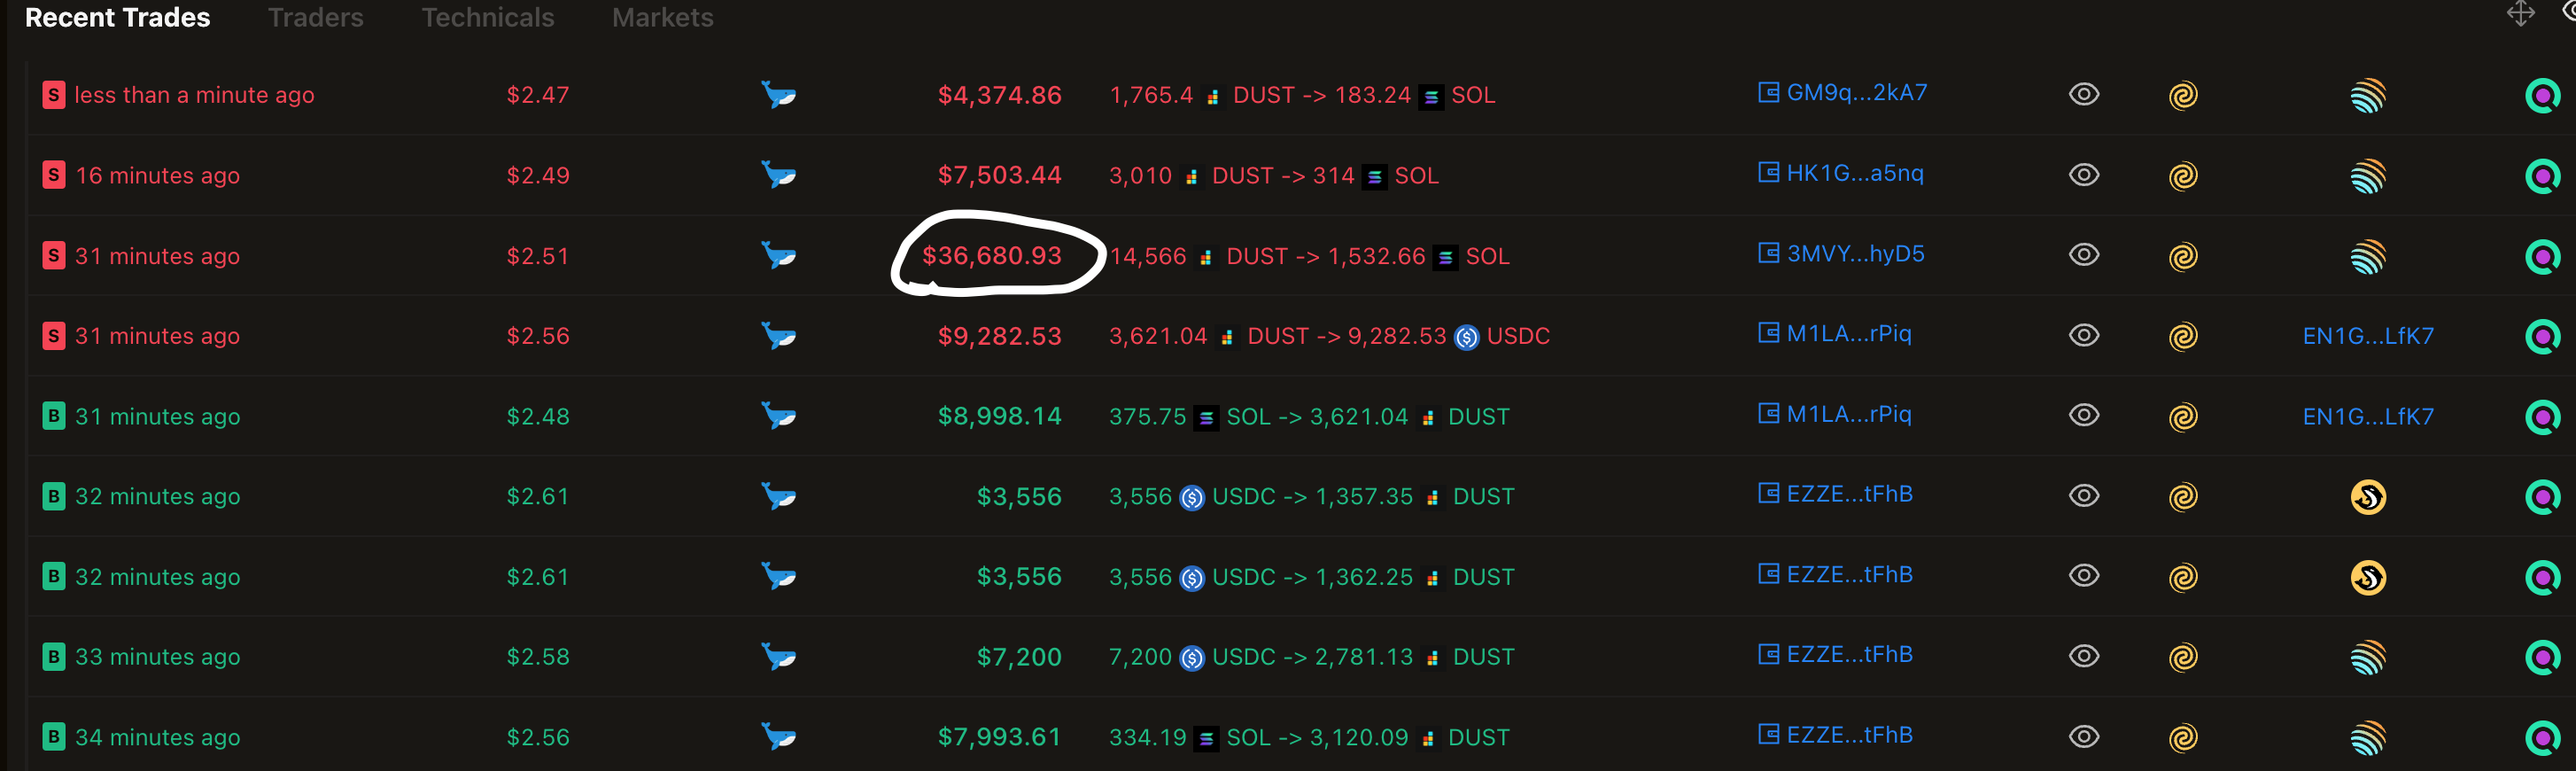 Recent Trades Traders Technicals Markets
S less than a minute ago $2.47 $4,374.86 1,765.4 DUST -> 183.24 SOL GM9q...2kA7
S 16 minutes ago $2.49 $7,503.44 3,010 DUST -> 314 SOL HK1G...a5nq
S 31 minutes ago $2.51 $36,680.93 14,566 DUST -> 1,532.66 SOL 3MVY...hyD5
S 31 minutes ago $2.56 $9,282.53 3,621.04 DUST -> 9,282.53 USDC M1LA...rPiq EN1G...LfK7
B 31 minutes ago $2.48 $8,998.14 375.75 SOL -> 3,621.04 DUST M1LA...rPiq EN1G...LfK7
B 32 minutes ago $2.61 $3,556 3,556 USDC -> 1,357.35 DUST EZZE...tFhB
B 32 minutes ago $2.61 $3,556 3,556 USDC -> 1,362.25 DUST EZZE...tFhB
B 33 minutes ago $2.58 $7,200 7,200 USDC -> 2,781.13 DUST EZZE...tFhB
B 34 minutes ago $2.56 $7,993.61 334.19 SOL -> 3,120.09 DUST EZZE...tFhB